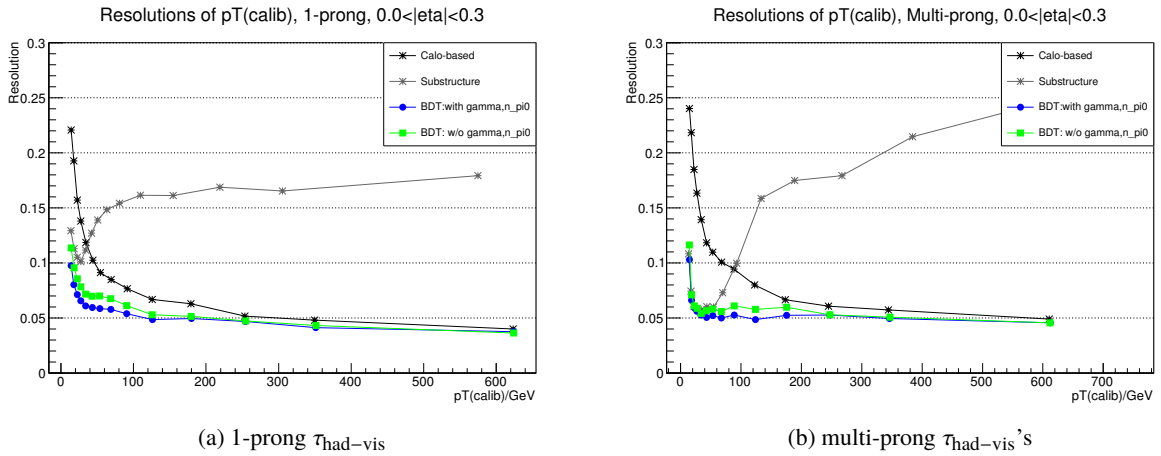 Resolutions of pT(calib), 1-prong, 0.0<|eta|<0.3
Resolution
0.3
0.25
0.2
0.15
0.1
0.05
0
Calo-based
Substructure
BDT:with gamma,n_pi0
BDT: w/o gamma,n_pi0
0 100 200 300 400 500 600
pT(calib)/GeV
(a) 1-prong τhad−vis
Resolutions of pT(calib), Multi-prong, 0.0<|eta|<0.3
Resolution
0.3
0.25
0.2
0.15
0.1
0.05
0
Calo-based
Substructure
BDT:with gamma,n_pi0
BDT: w/o gamma,n_pi0
0 100 200 300 400 500 600 700
pT(calib)/GeV
(b) multi-prong τhad−vis's